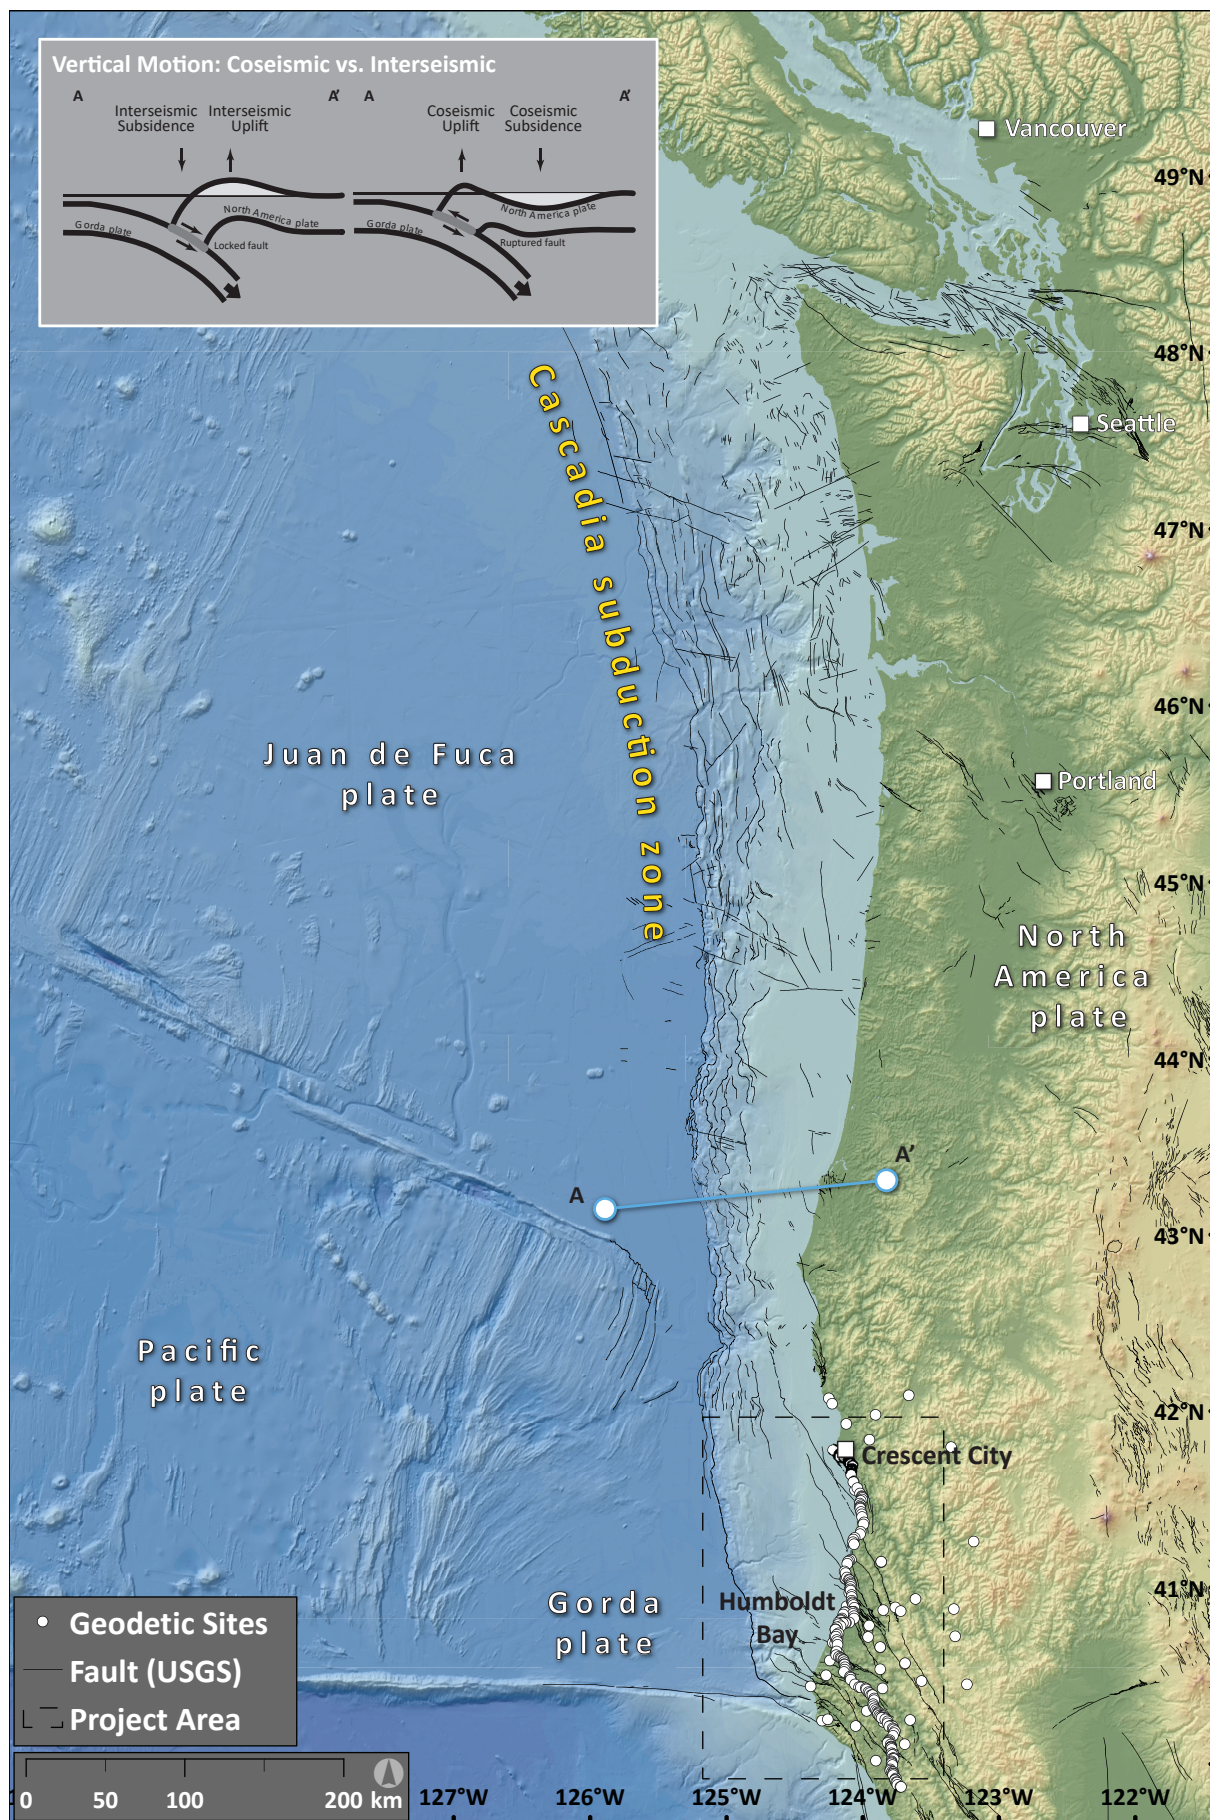 Vertical Motion: Coseismic vs. Interseismic
A A' A A'
Interseismic Subsidence
Interseismic Uplift
Coseismic Uplift
Coseismic Subsidence
Gorda plate
North America plate
Locked fault
Gorda plate
North America plate
Ruptured fault
Vancouver
49°N
48°N
Cascadia subduction zone
Seattle
47°N
46°N
Juan de Fuca
plate
Portland
45°N
North
America
plate
44°N
A
A'
43°N
Pacific
plate
42°N
Crescent City
41°N
Humboldt
Bay
Gorda
plate
Geodetic Sites
Fault (USGS)
Project Area
0 50 100 200 km
127°W 126°W 125°W 124°W 123°W 122°W